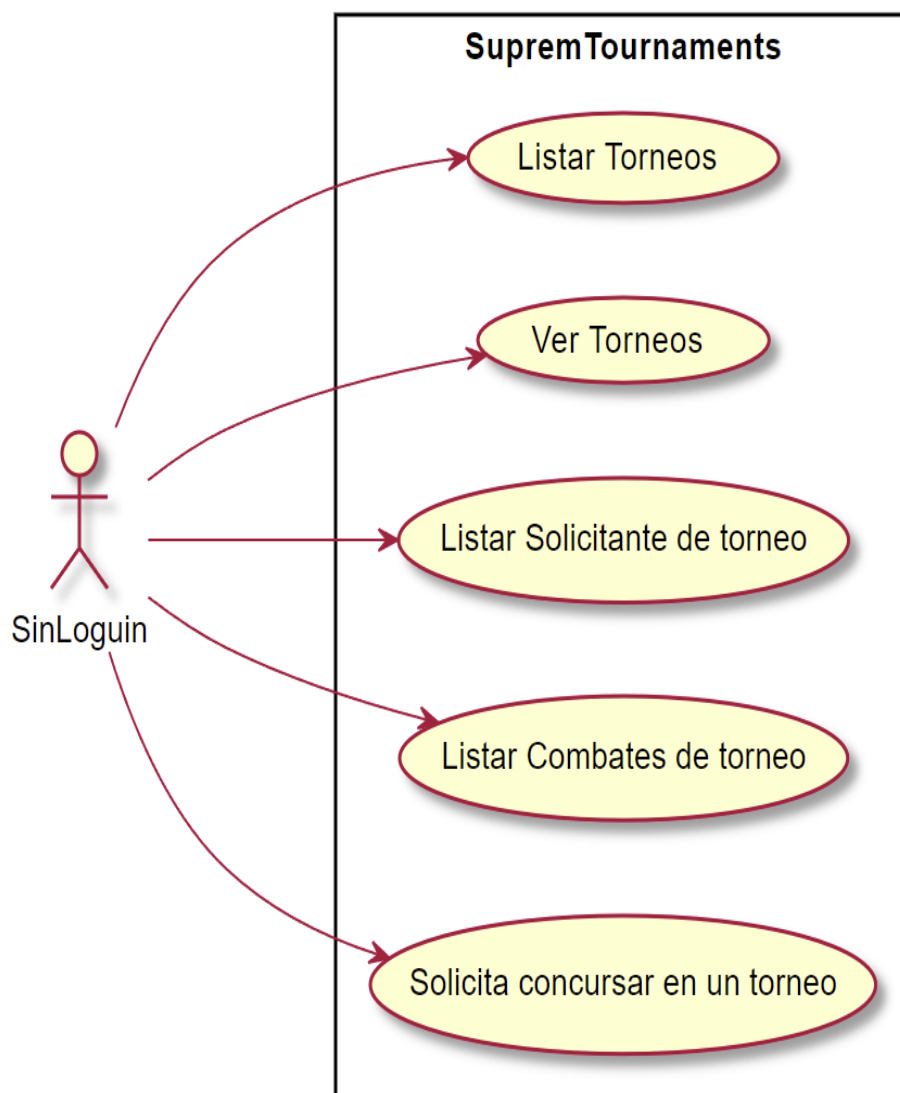 SupremTournaments
Listar Torneos
Ver Torneos
Listar Solicitante de torneo
SinLoguin
Listar Combates de torneo
Solicita concursar en un torneo